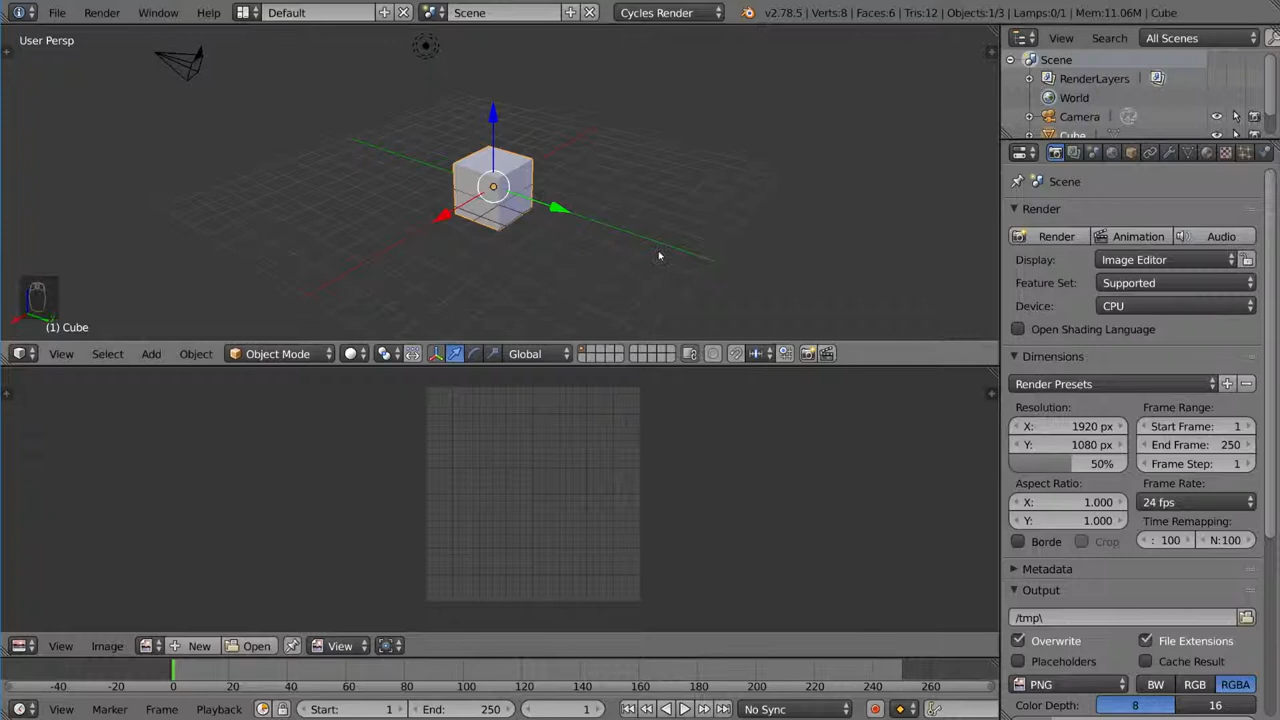 File Render Window Help Default Scene Cycles Render v2.78.5 | Verts:8 | Faces:6 | Tris:12 | Objects:1/3 | Lamps:0/1 | Mem:11.06M | Cube
User Persp
(1) Cube
View Select Add Object Object Mode Global
View Image New Open View
-40 -20 0 20 40 60 80 100 120 140 160 180 200 220 240 260
View Marker Frame Playback Start: 1 End: 250 1 No Sync
View Search All Scenes
Scene
RenderLayers
World
Camera
Cube
Scene
Render
Render Animation Audio
Display: Image Editor
Feature Set: Supported
Device: CPU
Open Shading Language
Dimensions
Render Presets
Resolution: Frame Range:
X: 1920 px Start Frame: 1
Y: 1080 px End Frame: 250
50% Frame Step: 1
Aspect Ratio: Frame Rate:
X: 1.000 24 fps
Y: 1.000 Time Remapping:
Borde Crop : 100 N:100
Metadata
Output
/tmp\
Overwrite File Extensions
Placeholders Cache Result
PNG BW RGB RGBA
Color Depth: 8 16